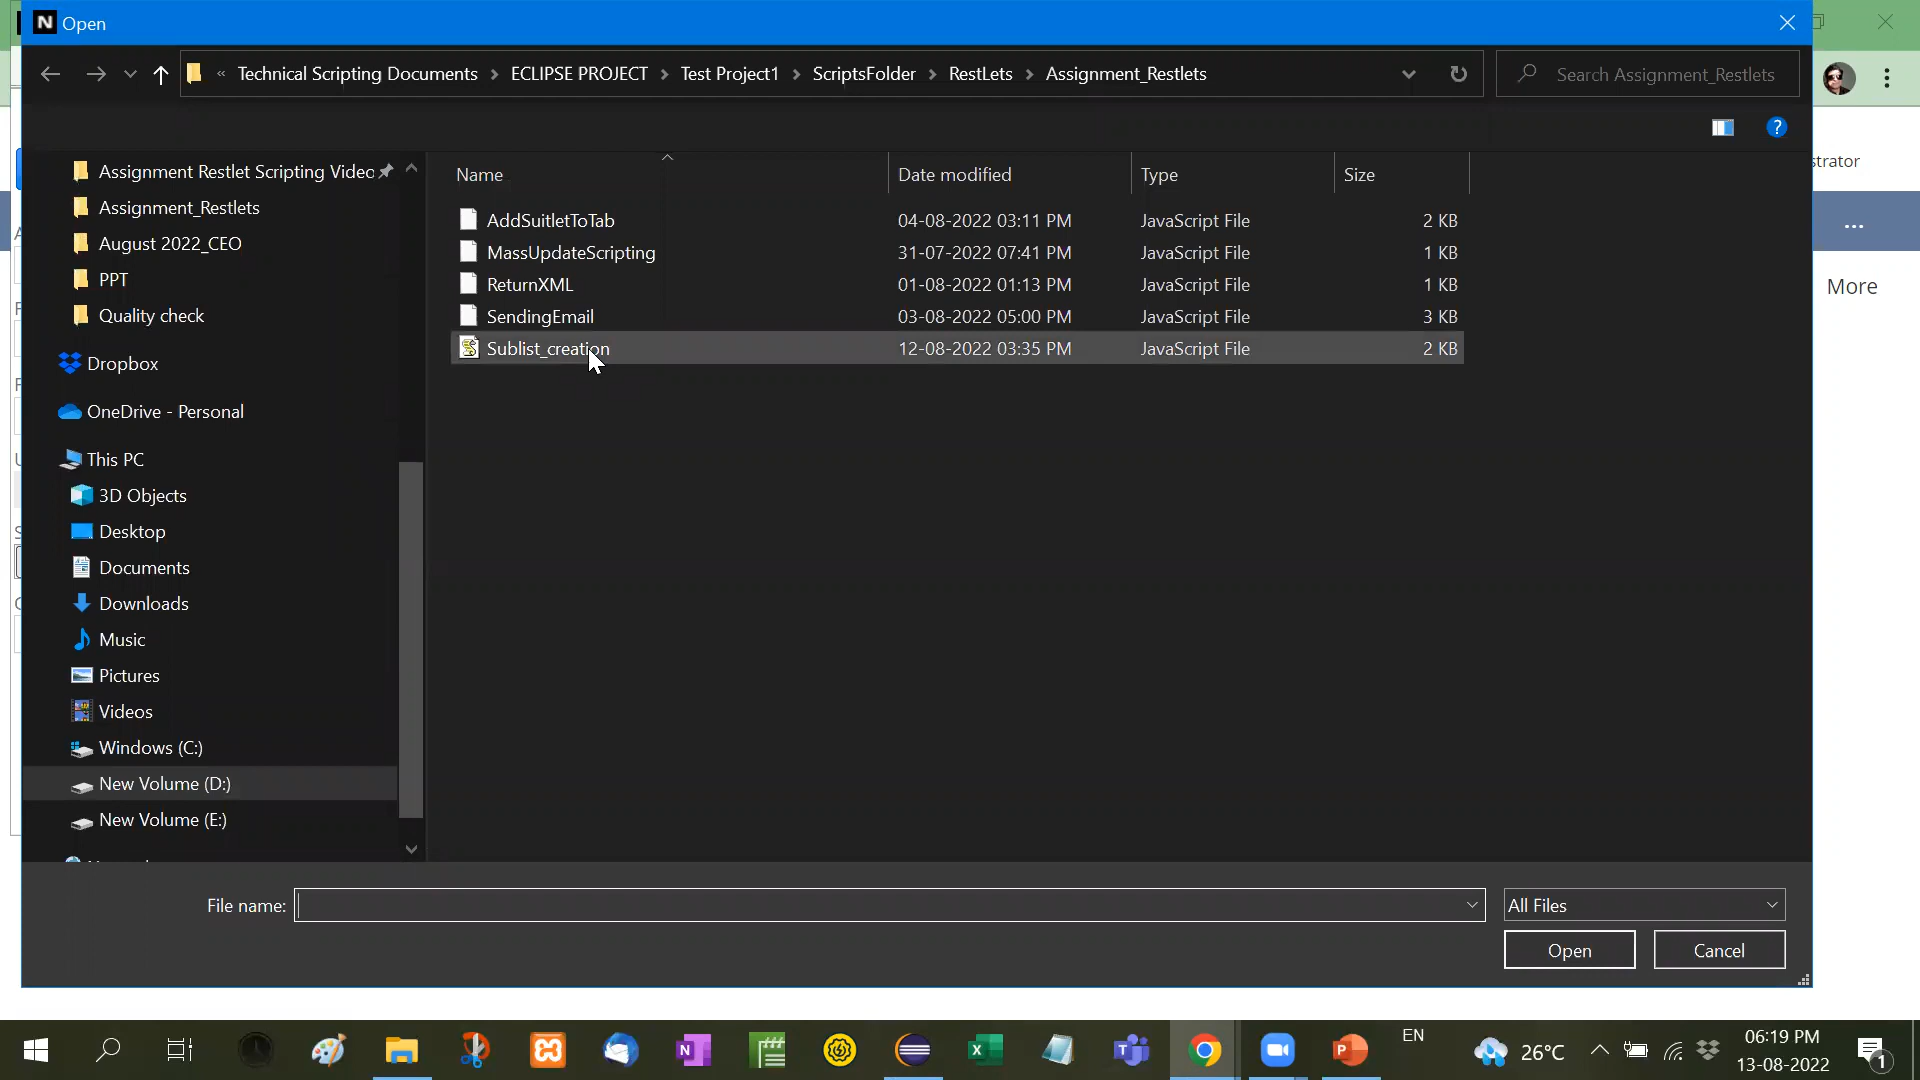 N Open
« Technical Scripting Documents > ECLIPSE PROJECT > Test Project1 > ScriptsFolder > RestLets > Assignment_Restlets
Search Assignment_Restlets
strator
...
More
Assignment Restlet Scripting Videc
Assignment_Restlets
August 2022_CEO
PPT
Quality check
Dropbox
OneDrive - Personal
This PC
3D Objects
Desktop
Documents
Downloads
Music
Pictures
Videos
Windows (C:)
New Volume (D:)
New Volume (E:)
Name Date modified Type Size
AddSuitletToTab 04-08-2022 03:11 PM JavaScript File 2 KB
MassUpdateScripting 31-07-2022 07:41 PM JavaScript File 1 KB
ReturnXML 01-08-2022 01:13 PM JavaScript File 1 KB
SendingEmail 03-08-2022 05:00 PM JavaScript File 3 KB
Sublist_creation 12-08-2022 03:35 PM JavaScript File 2 KB
File name:
All Files
Open Cancel
EN
26°C
06:19 PM
13-08-2022
1